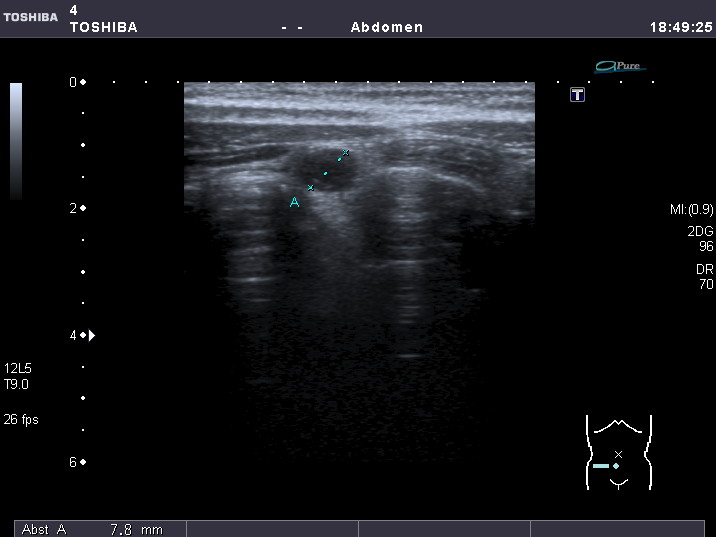 TOSHIBA
4
TOSHIBA - - Abdomen 18:49:25
aPure
T
0
2
4
6
A
MI:(0.9)
2DG
96
DR
70
12L5
T9.0
26 fps
Abst A 7.8 mm